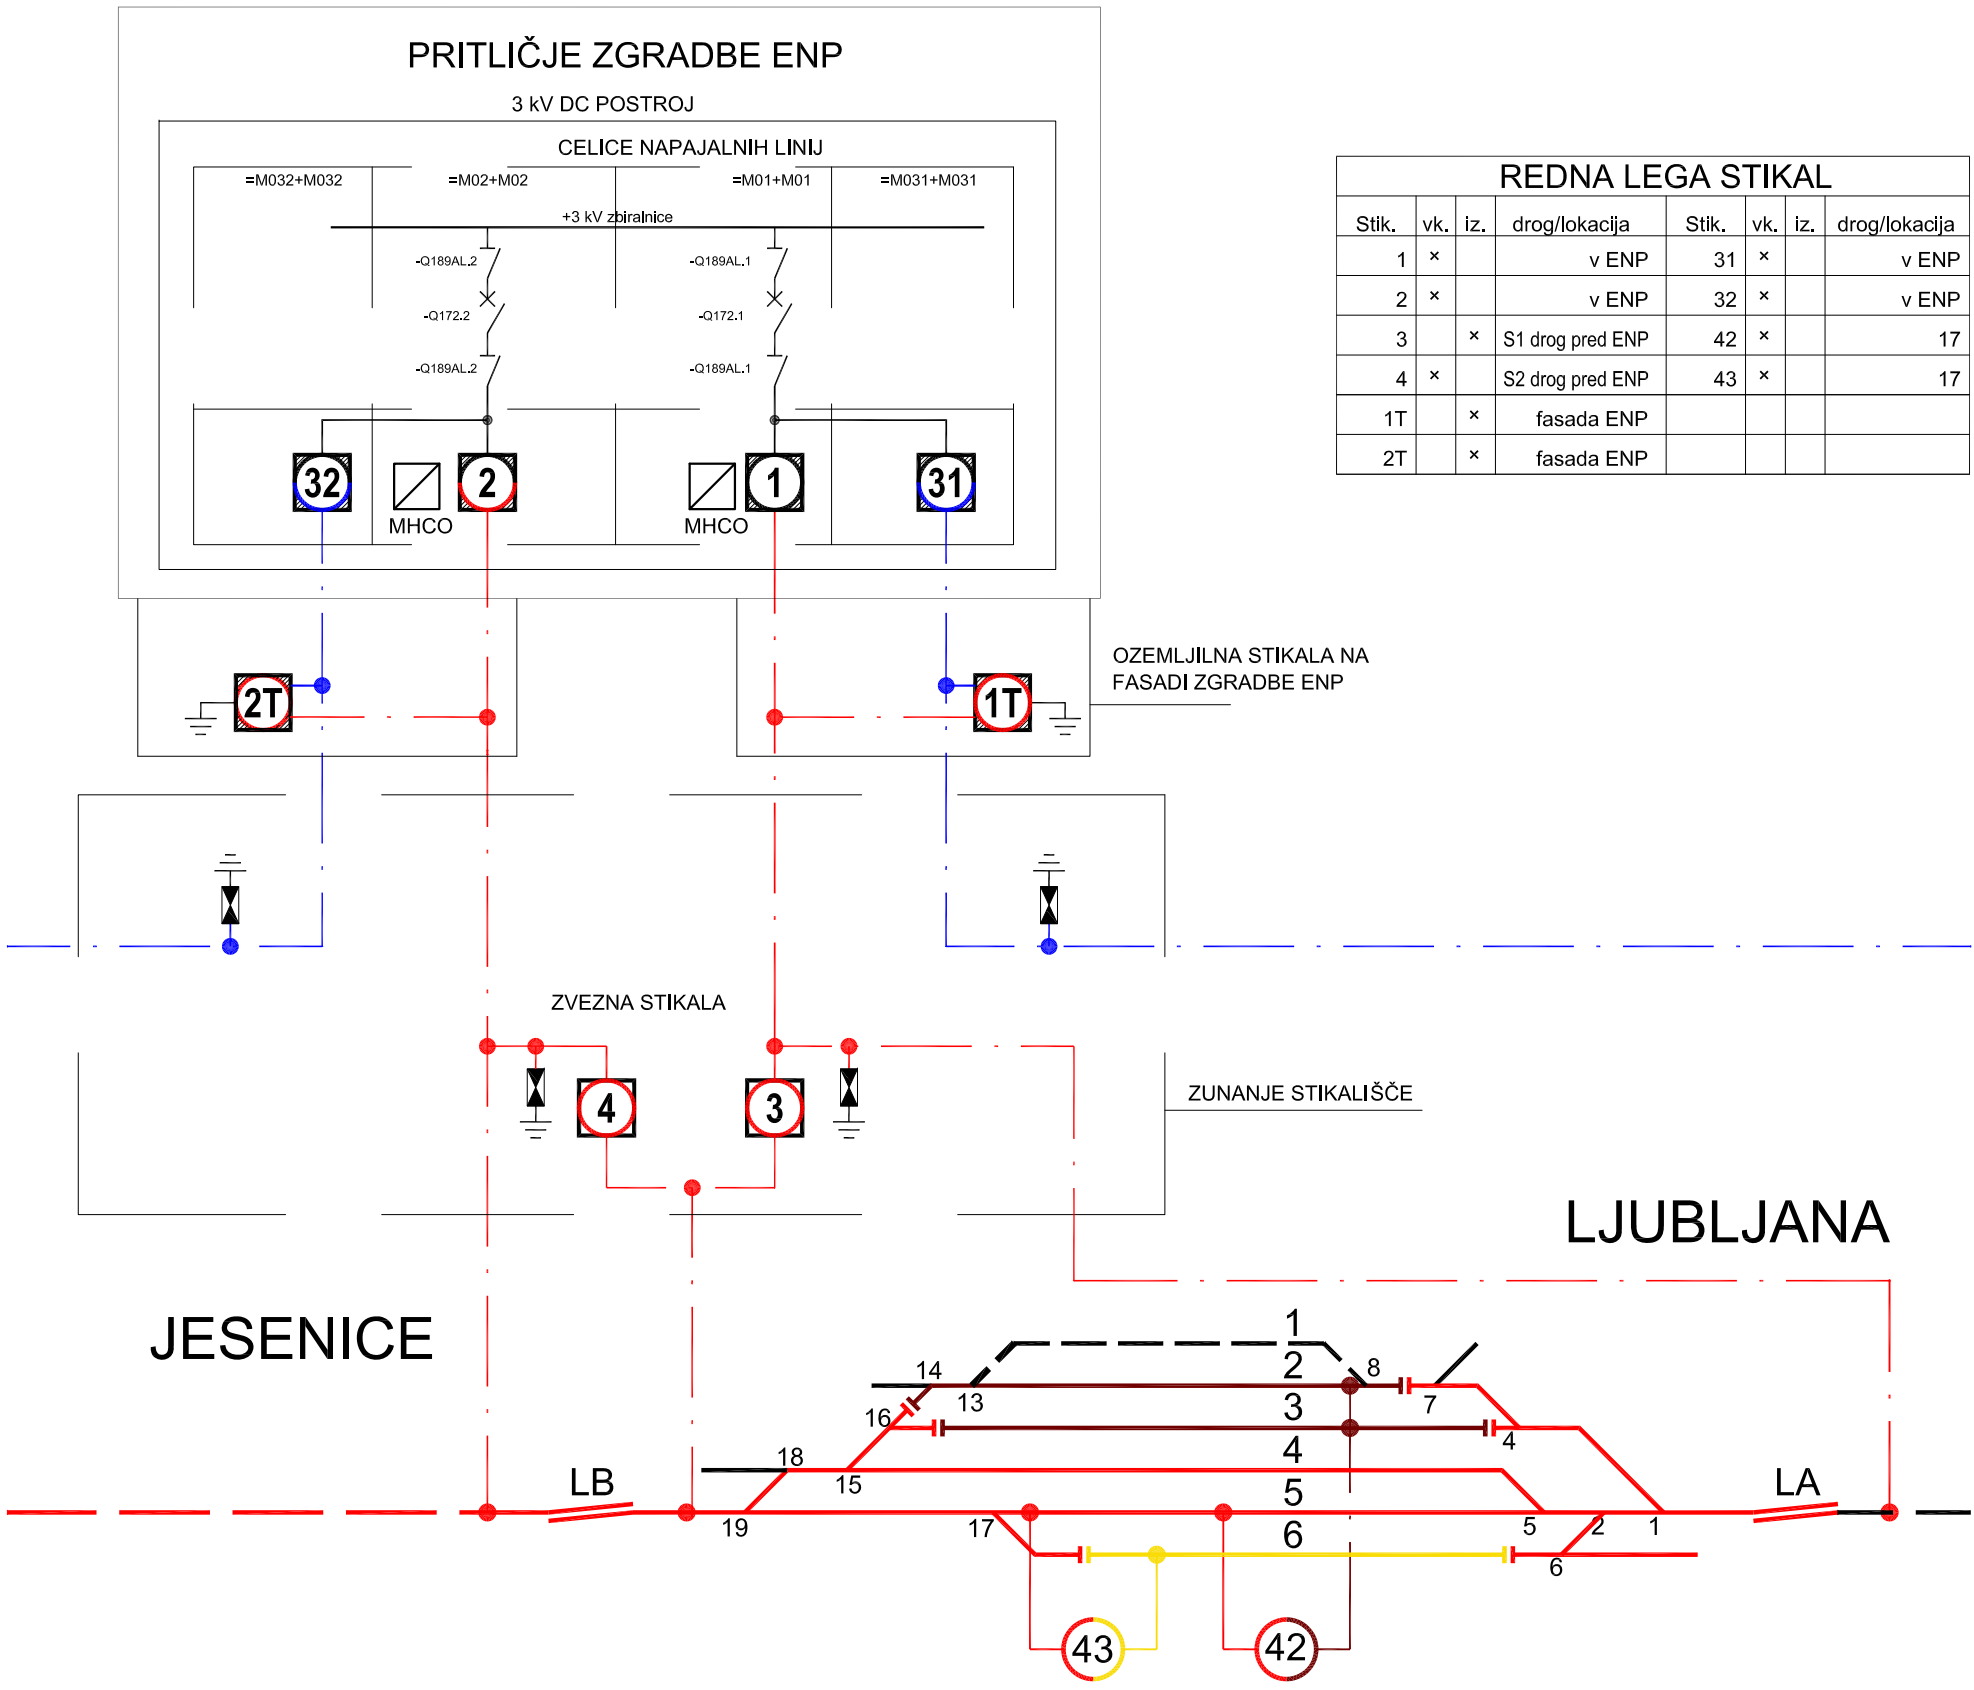 PRITLIČJE ZGRADBE ENP
3 kV DC POSTROJ
CELICE NAPAJALNIH LINIJ
=M032+M032 =M02+M02 =M01+M01 =M031+M031
+3 kV zbiralnice
-Q189AL.2 -Q189AL.1
-Q172.2 -Q172.1
-Q189AL.2 -Q189AL.1
32 2 1 31
MHCO MHCO
REDNA LEGA STIKAL
Stik. vk. iz. drog/lokacija Stik. vk. iz. drog/lokacija
1 × v ENP 31 × v ENP
2 × v ENP 32 × v ENP
3 × S1 drog pred ENP 42 × 17
4 × S2 drog pred ENP 43 × 17
1T × fasada ENP
2T × fasada ENP
OZEMLJILNA STIKALA NA
FASADI ZGRADBE ENP
2T 1T
ZVEZNA STIKALA
4 3
ZUNANJE STIKALIŠČE
LJUBLJANA
JESENICE
1
14 2 8
13 3 7
16 4 4
18
15
LB 5 LA
19 17 6 5 2 1
6
43 42